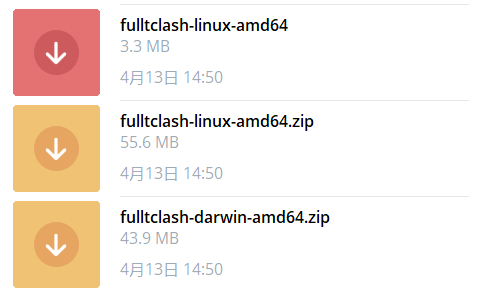 fulltclash-linux-amd64
3.3 MB
4月13日 14:50
fulltclash-linux-amd64.zip
55.6 MB
4月13日 14:50
fulltclash-darwin-amd64.zip
43.9 MB
4月13日 14:50